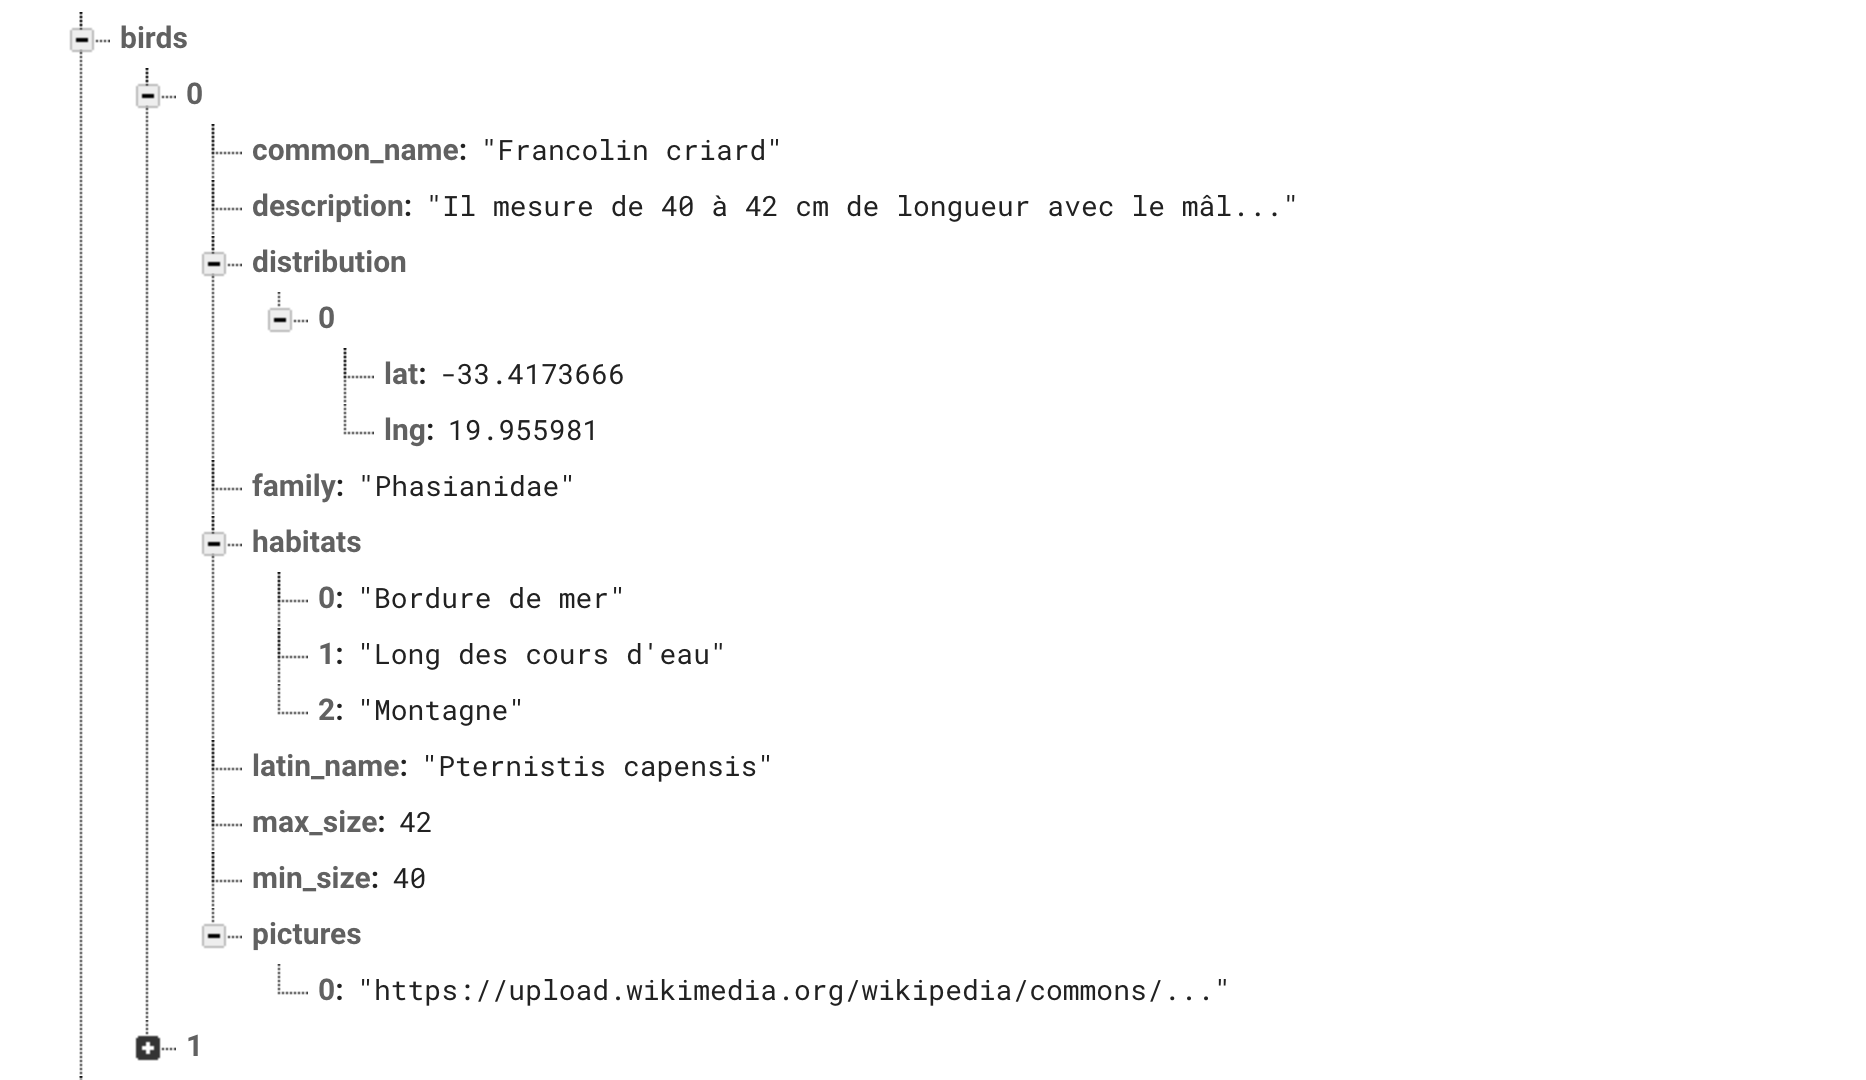 birds
0
common_name: "Francolin criard"
description: "Il mesure de 40 à 42 cm de longueur avec le mâl..."
distribution
0
lat: -33.4173666
lng: 19.955981
family: "Phasianidae"
habitats
0: "Bordure de mer"
1: "Long des cours d'eau"
2: "Montagne"
latin_name: "Pternistis capensis"
max_size: 42
min_size: 40
pictures
0: "https://upload.wikimedia.org/wikipedia/commons/..."
1